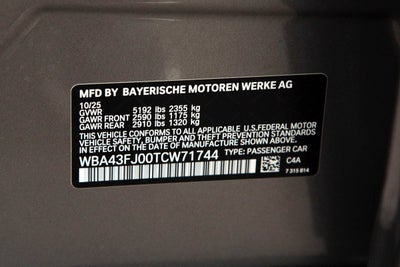 MFD BY BAYERISCHE MOTOREN WERKE AG
10/25
GVWR 5192 lbs 2355 kg
GAWR FRONT 2590 lbs 1175 kg
GAWR REAR 2910 lbs 1320 kg
THIS VEHICLE CONFORMS TO ALL APPLICABLE U.S.FEDERAL MOTOR
VEHICLE SAFETY, BUMPER AND THEFT PREVENTION STANDARDS
IN EFFECT ON THE DATE OF MANUFACTURE SHOWN ABOVE.
WBA43FJ00TCW71744 TYPE: PASSENGER CAR
C4A
7 315 814